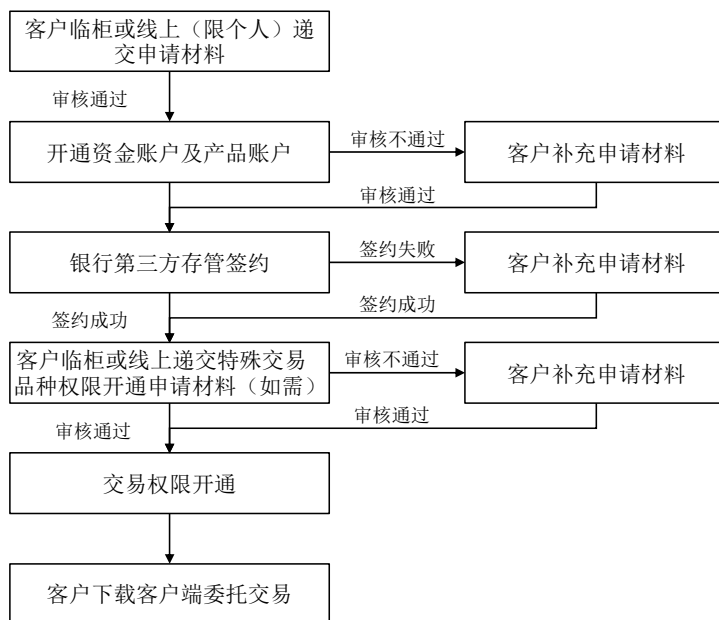 客户临柜或线上（限个人）递
交申请材料
审核通过
开通资金账户及产品账户
审核不通过
客户补充申请材料
审核通过
银行第三方存管签约
签约失败
客户补充申请材料
签约成功
签约成功
客户临柜或线上递交特殊交易
品种权限开通申请材料（如需）
审核不通过
客户补充申请材料
审核通过
审核通过
交易权限开通
客户下载客户端委托交易